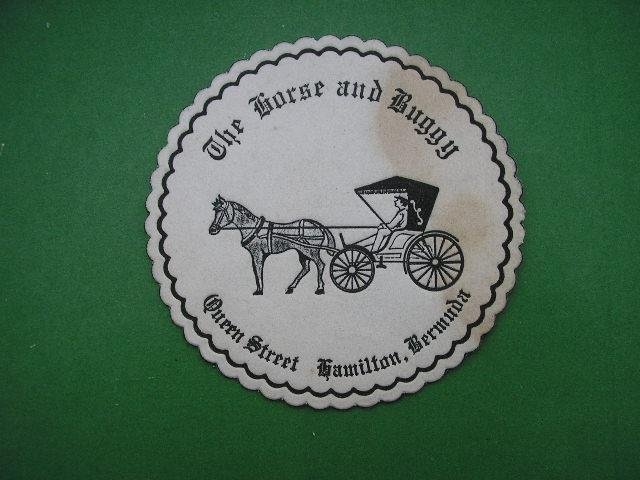 The Horse and Buggy
Queen Street Hamilton, Bermuda